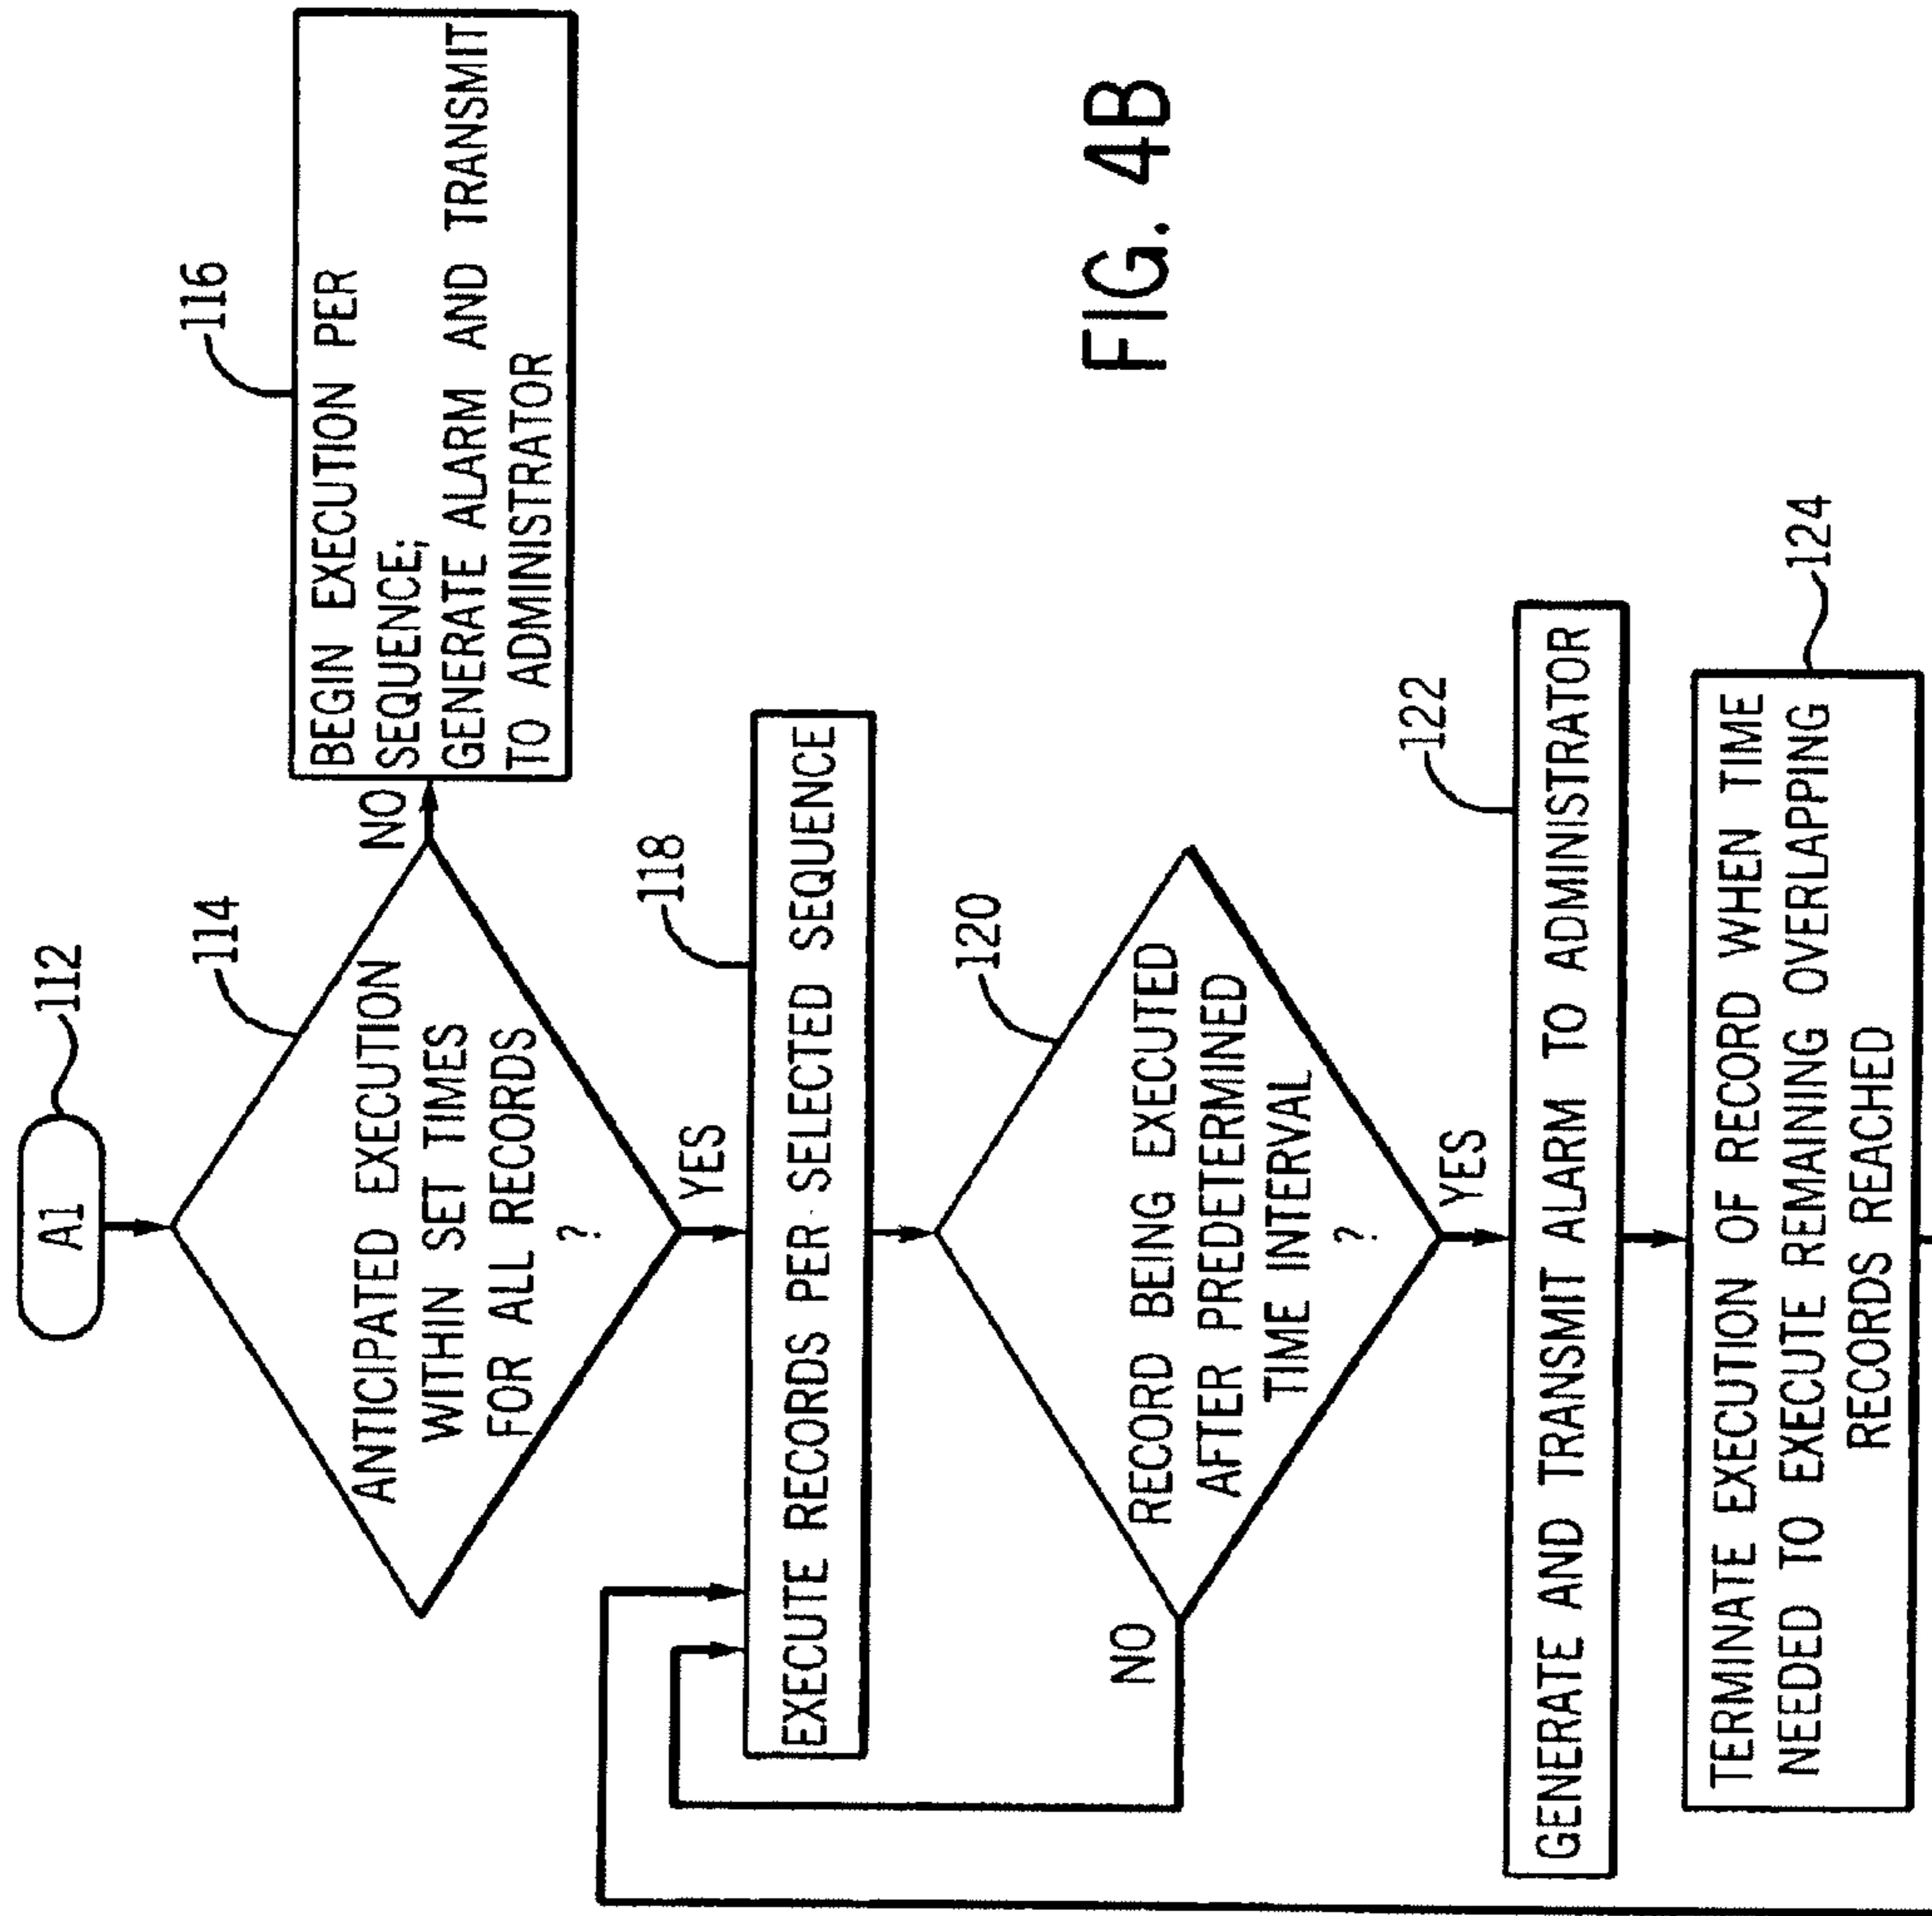 A1
112
114
ANTICIPATED EXECUTION
WITHIN SET TIMES
FOR ALL RECORDS
?
NO
116
BEGIN EXECUTION PER
SEQUENCE;
GENERATE ALARM AND TRANSMIT
TO ADMINISTRATOR
YES
118
EXECUTE RECORDS PER SELECTED SEQUENCE
120
RECORD BEING EXECUTED
AFTER PREDETERMINED
TIME INTERVAL
?
NO
YES
122
GENERATE AND TRANSMIT ALARM TO ADMINISTRATOR
124
TERMINATE EXECUTION OF RECORD WHEN TIME
NEEDED TO EXECUTE REMAINING OVERLAPPING
RECORDS REACHED
FIG. 4B